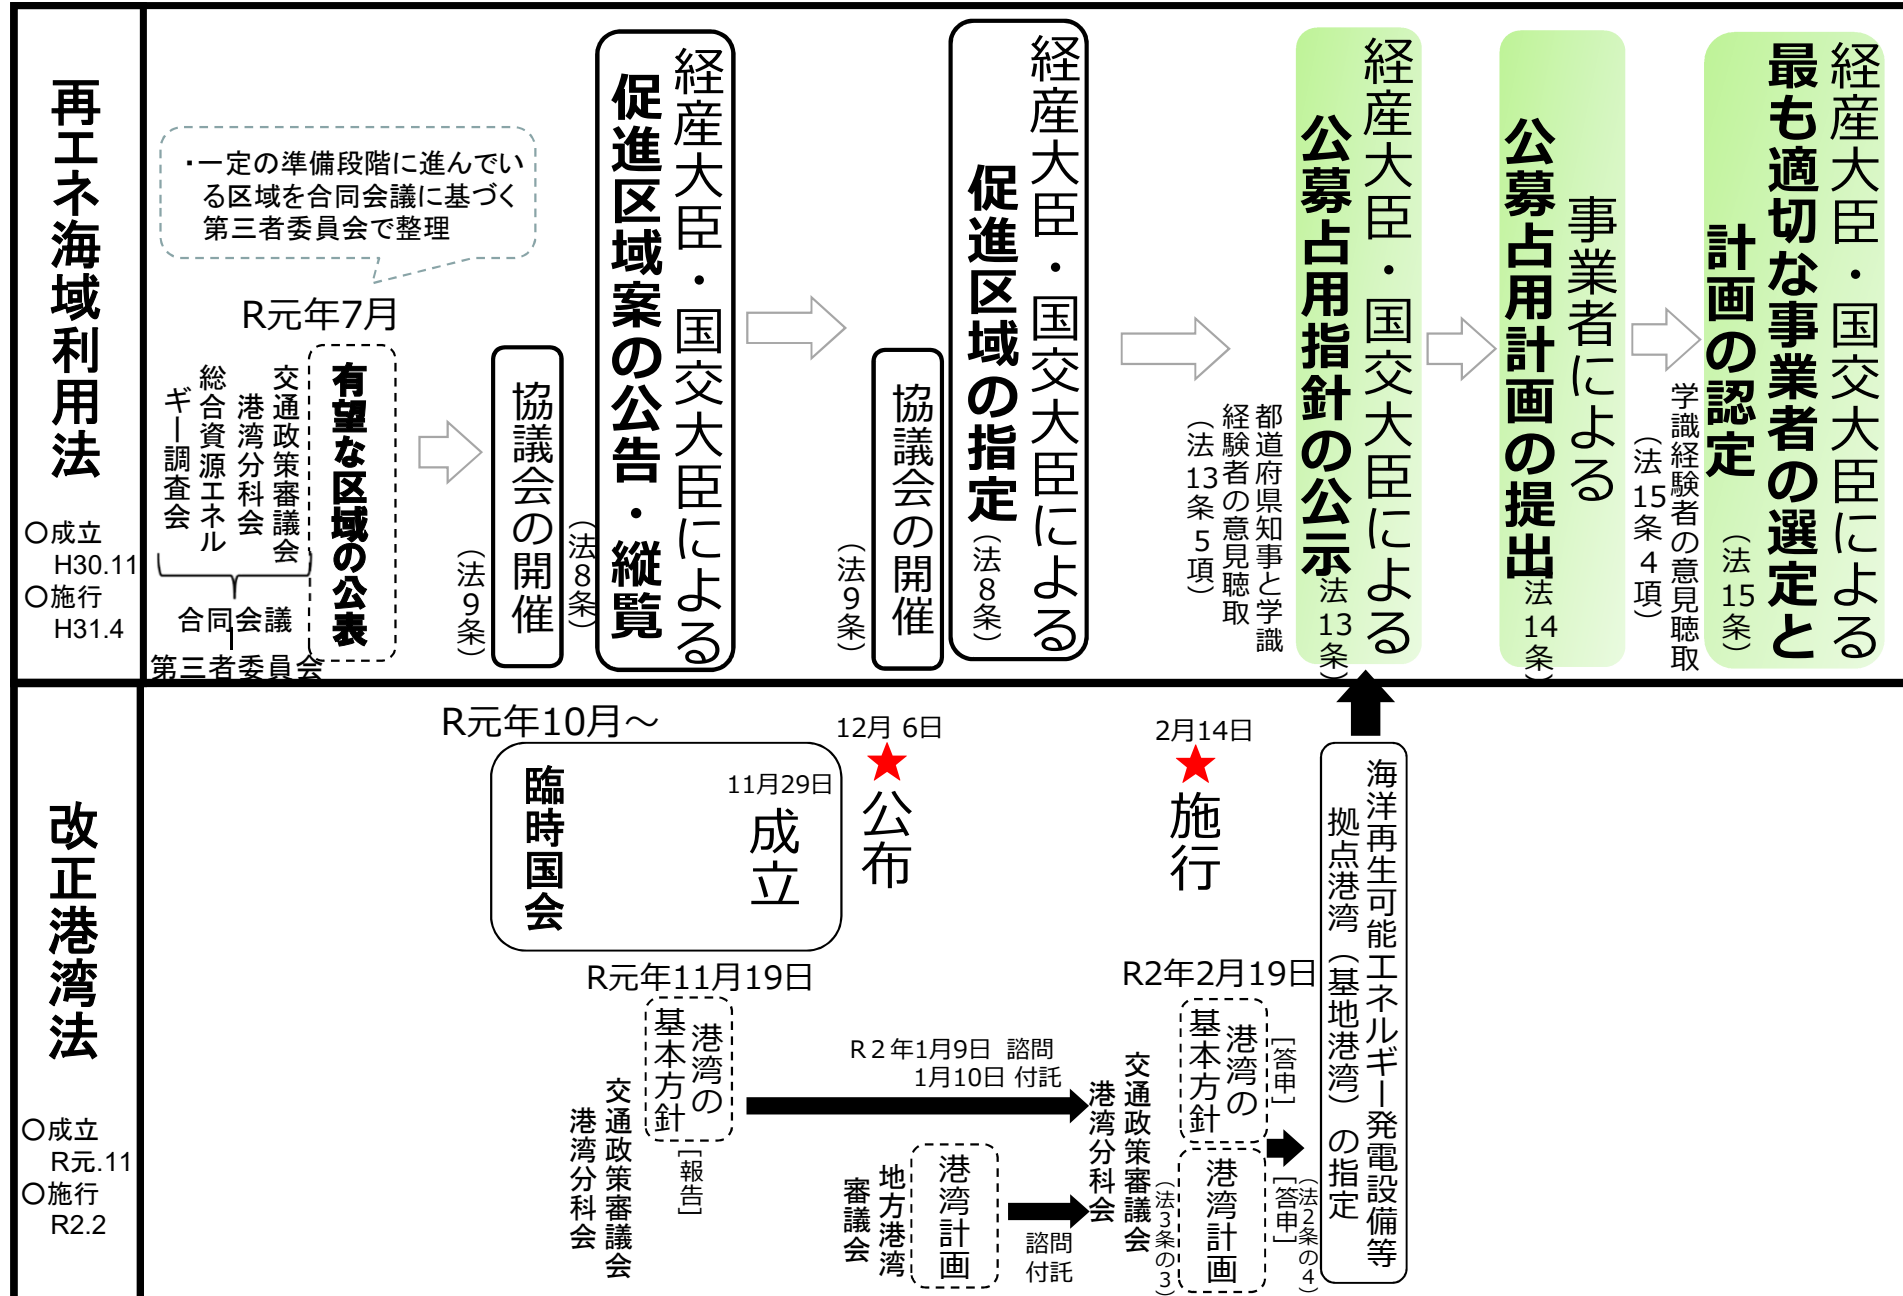 再エネ海域利用法
〇成立
H30.11
〇施行
H31.4
・一定の準備段階に進んでい
る区域を合同会議に基づく
第三者委員会で整理
R元年7月
有望な区域の公表
交通政策審議会
港湾分科会
総合資源エネル
ギー調査会
合同会議
第三者委員会
協議会の開催
（法9条）
経産大臣・国交大臣による
促進区域案の公告・縦覧
（法8条）
協議会の開催
（法9条）
経産大臣・国交大臣による
促進区域の指定
（法8条）
都道府県知事と学識
経験者の意見聴取
（法13条5項）
経産大臣・国交大臣による
公募占用指針の公示
（法13条）
事業者による
公募占用計画の提出
（法14条）
学識経験者の意見聴取
（法15条4項）
経産大臣・国交大臣による
最も適切な事業者の選定と
計画の認定
（法15条）
改正港湾法
〇成立
R元.11
〇施行
R2.2
R元年10月～
臨時国会
11月29日
成立
12月 6日
公布
2月14日
施行
R元年11月19日
港湾の
基本方針
［報告］
交通政策審議会
港湾分科会
R２年1月9日 諮問
1月10日 付託
地方港湾
審議会
港湾計画
諮問
付託
R2年2月19日
交通政策審議会
港湾分科会
港湾の
基本方針
［答申］
港湾計画
（法3条の3）
［答申］
（法2条の4）
海洋再生可能エネルギー発電設備等
拠点港湾（基地港湾）の指定